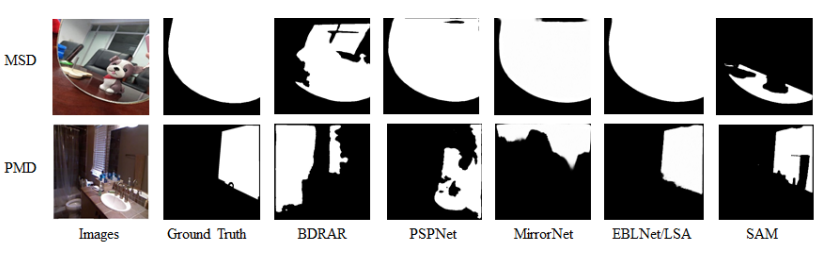 MSD
PMD
Images Ground Truth BDRAR PSPNet MirrorNet EBLNet/LSA SAM